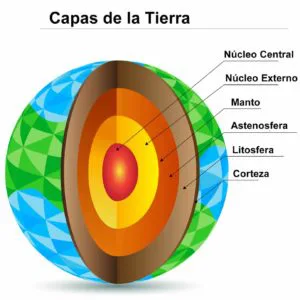 Capas de la Tierra
Núcleo Central
Núcleo Externo
Manto
Astenosfera
Litosfera
Corteza